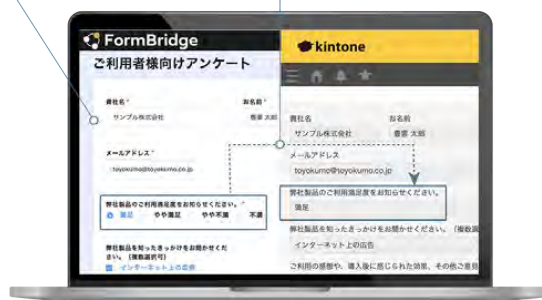 FormBridge
ご利用者様向けアンケート
貴社名*
お名前*
サンプル株式会社
豊雲 太郎
メールアドレス*
toyokumo@toyokumo.co.jp
弊社製品のご利用満足度をお知らせください。*
満足 やや満足 やや不満 不満
弊社製品を知ったきっかけをお聞かせくだ
さい。(複数選択可)
インターネット上の広告
kintone
貴社名
お名前
サンプル株式会社
豊雲 太郎
メールアドレス
toyokumo@toyokumo.co.jp
弊社製品のご利用満足度をお知らせください。
満足
弊社製品を知ったきっかけをお聞かせください。(複数選
インターネット上の広告
ご利用の感想や、導入後に感じられた効果、その他ご意見